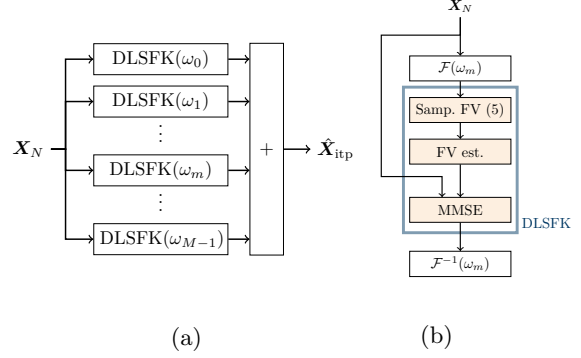 X_N
DLSFK(ω_0)
DLSFK(ω_1)
⋮
DLSFK(ω_m)
⋮
DLSFK(ω_{M−1})
+
X̂_itp
(a)
X_N
F(ω_m)
Samp. FV (5)
FV est.
MMSE
DLSFK
F^{−1}(ω_m)
(b)